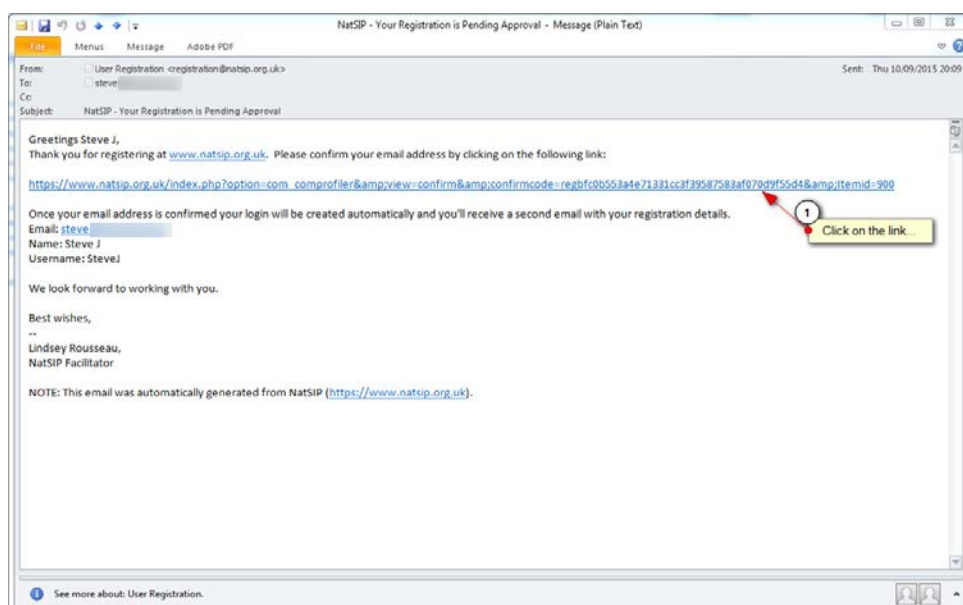 NatSIP - Your Registration is Pending Approval - Message (Plain Text)
File Menus Message Adobe PDF
From: User Registration <registration@natsip.org.uk> Sent: Thu 10/09/2015 20:09
To: steve
Cc:
Subject: NatSIP - Your Registration is Pending Approval
Greetings Steve J,
Thank you for registering at www.natsip.org.uk. Please confirm your email address by clicking on the following link:
https://www.natsip.org.uk/index.php?option=com_comprofiler&amp;view=confirm&amp;confirmcode=regbfc0b553a4e71331cc3f39587583af070d9f55d4&amp;Itemid=900
Once your email address is confirmed your login will be created automatically and you'll receive a second email with your registration details.
1
Click on the link...
Email: steve
Name: Steve J
Username: SteveJ
We look forward to working with you.
Best wishes,
--
Lindsey Rousseau,
NatSIP Facilitator
NOTE: This email was automatically generated from NatSIP (https://www.natsip.org.uk).
See more about: User Registration.